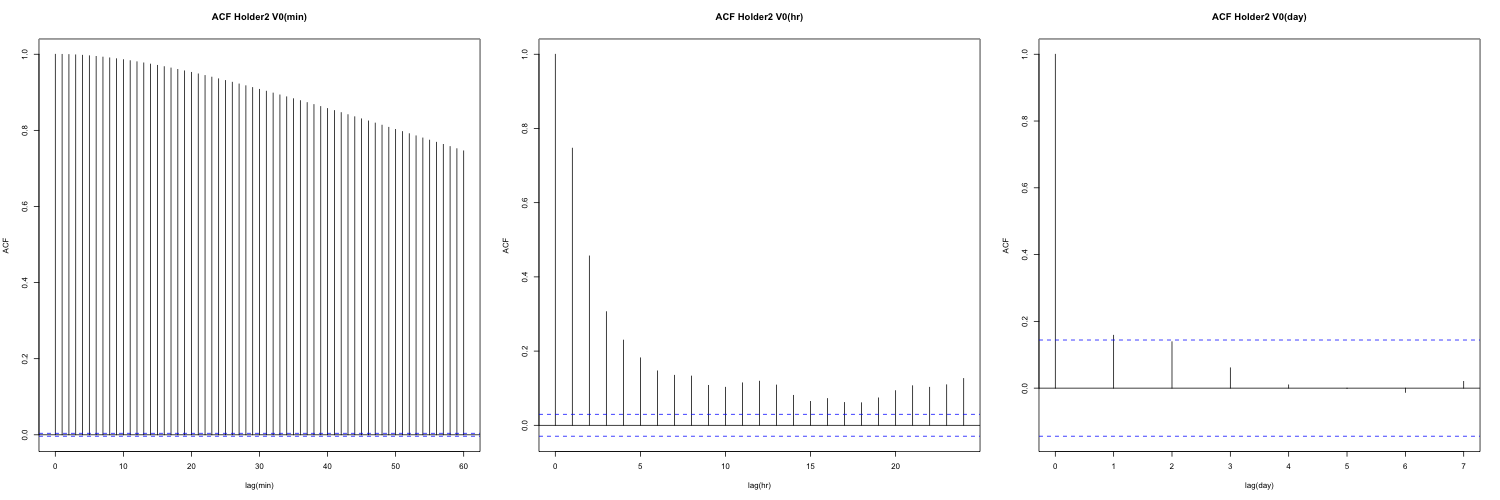 ACF Holder2 V0(min)
ACF
1.0
0.8
0.6
0.4
0.2
0.0
0 10 20 30 40 50 60
lag(min)
ACF Holder2 V0(hr)
ACF
1.0
0.8
0.6
0.4
0.2
0.0
0 5 10 15 20
lag(hr)
ACF Holder2 V0(day)
ACF
1.0
0.8
0.6
0.4
0.2
0.0
0 1 2 3 4 5 6 7
lag(day)